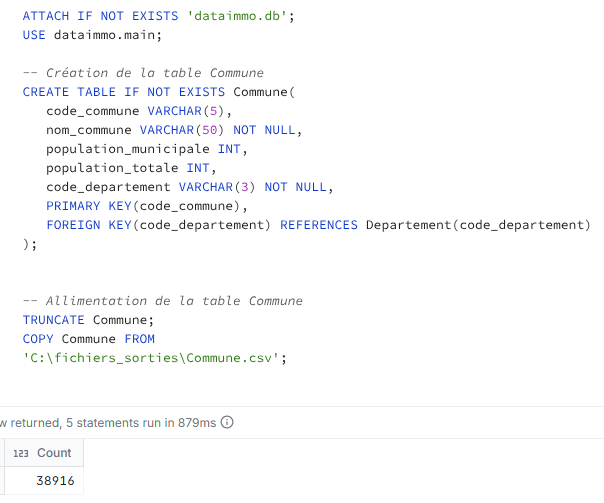 ATTACH IF NOT EXISTS 'dataimmo.db';
USE dataimmo.main;
-- Création de la table Commune
CREATE TABLE IF NOT EXISTS Commune(
code_commune VARCHAR(5),
nom_commune VARCHAR(50) NOT NULL,
population_municipale INT,
population_totale INT,
code_departement VARCHAR(3) NOT NULL,
PRIMARY KEY(code_commune),
FOREIGN KEY(code_departement) REFERENCES Departement(code_departement)
);
-- Allimentation de la table Commune
TRUNCATE Commune;
COPY Commune FROM
'C:\fichiers_sorties\Commune.csv';
w returned, 5 statements run in 879ms
123 Count
38916